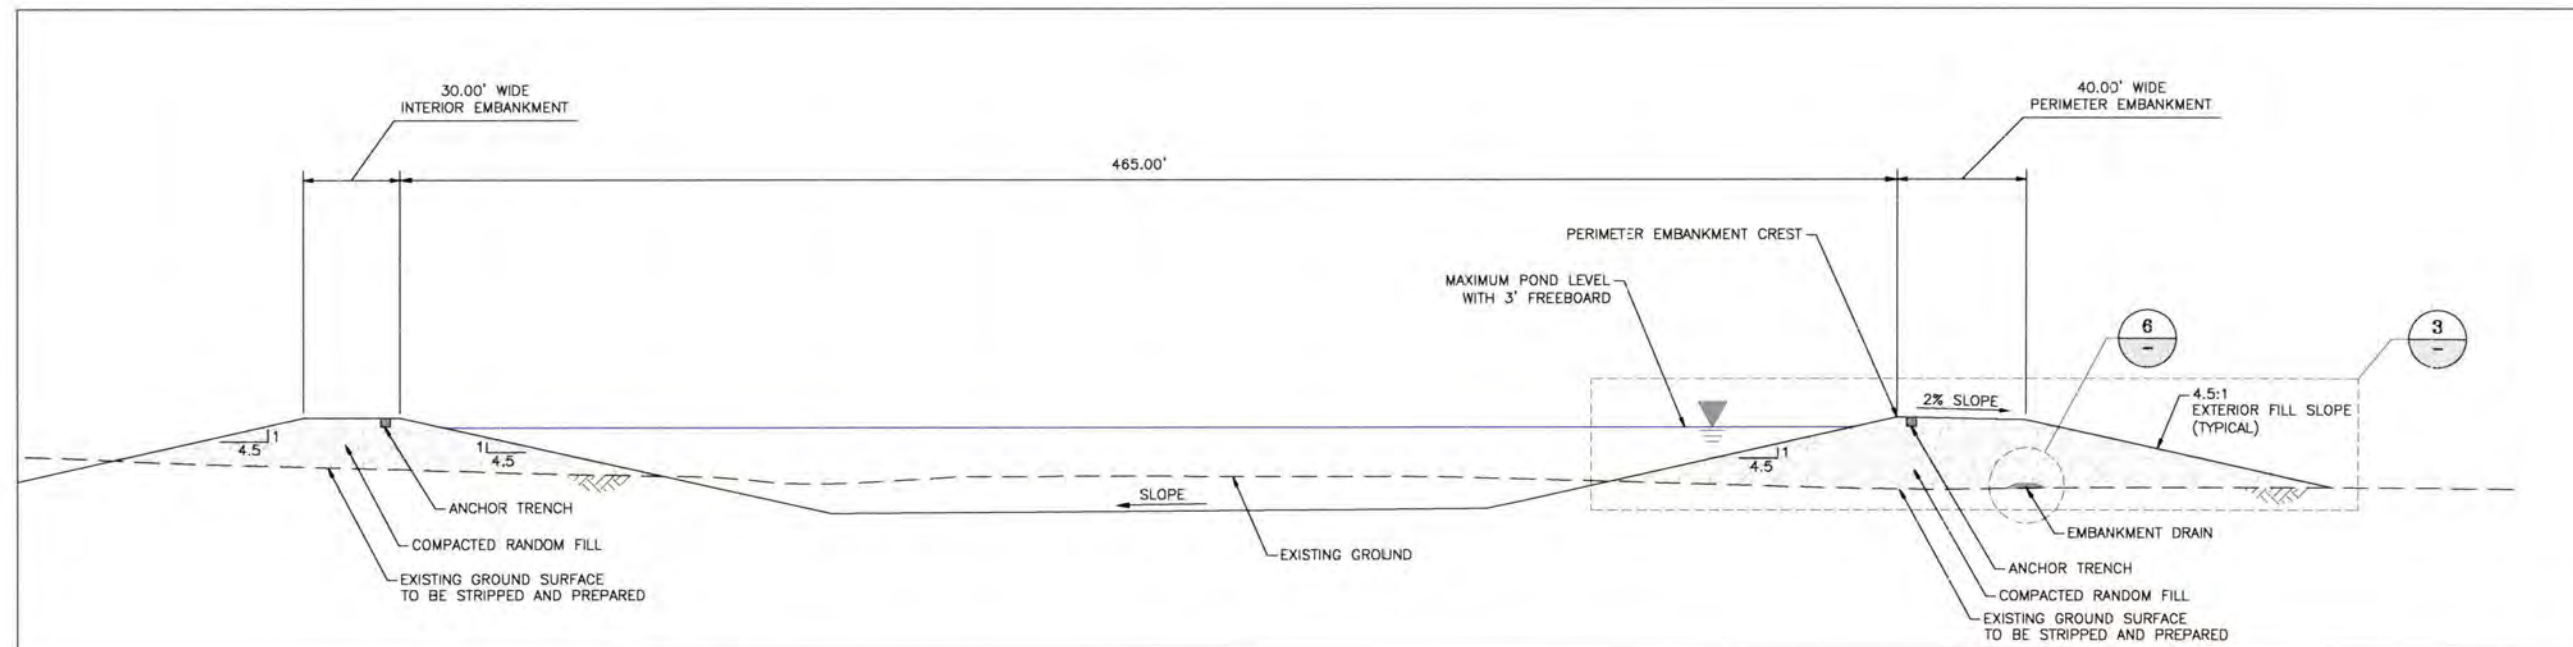 30.00' WIDE
INTERIOR EMBANKMENT
40.00' WIDE
PERIMETER EMBANKMENT
465.00'
PERIMETER EMBANKMENT CREST
MAXIMUM POND LEVEL
WITH 3' FREEBOARD
6
-
3
-
2% SLOPE
4.5:1
EXTERIOR FILL SLOPE
(TYPICAL)
1
4.5
1
4.5
1
4.5
SLOPE
ANCHOR TRENCH
COMPACTED RANDOM FILL
EXISTING GROUND SURFACE
TO BE STRIPPED AND PREPARED
EXISTING GROUND
EMBANKMENT DRAIN
ANCHOR TRENCH
COMPACTED RANDOM FILL
EXISTING GROUND SURFACE
TO BE STRIPPED AND PREPARED